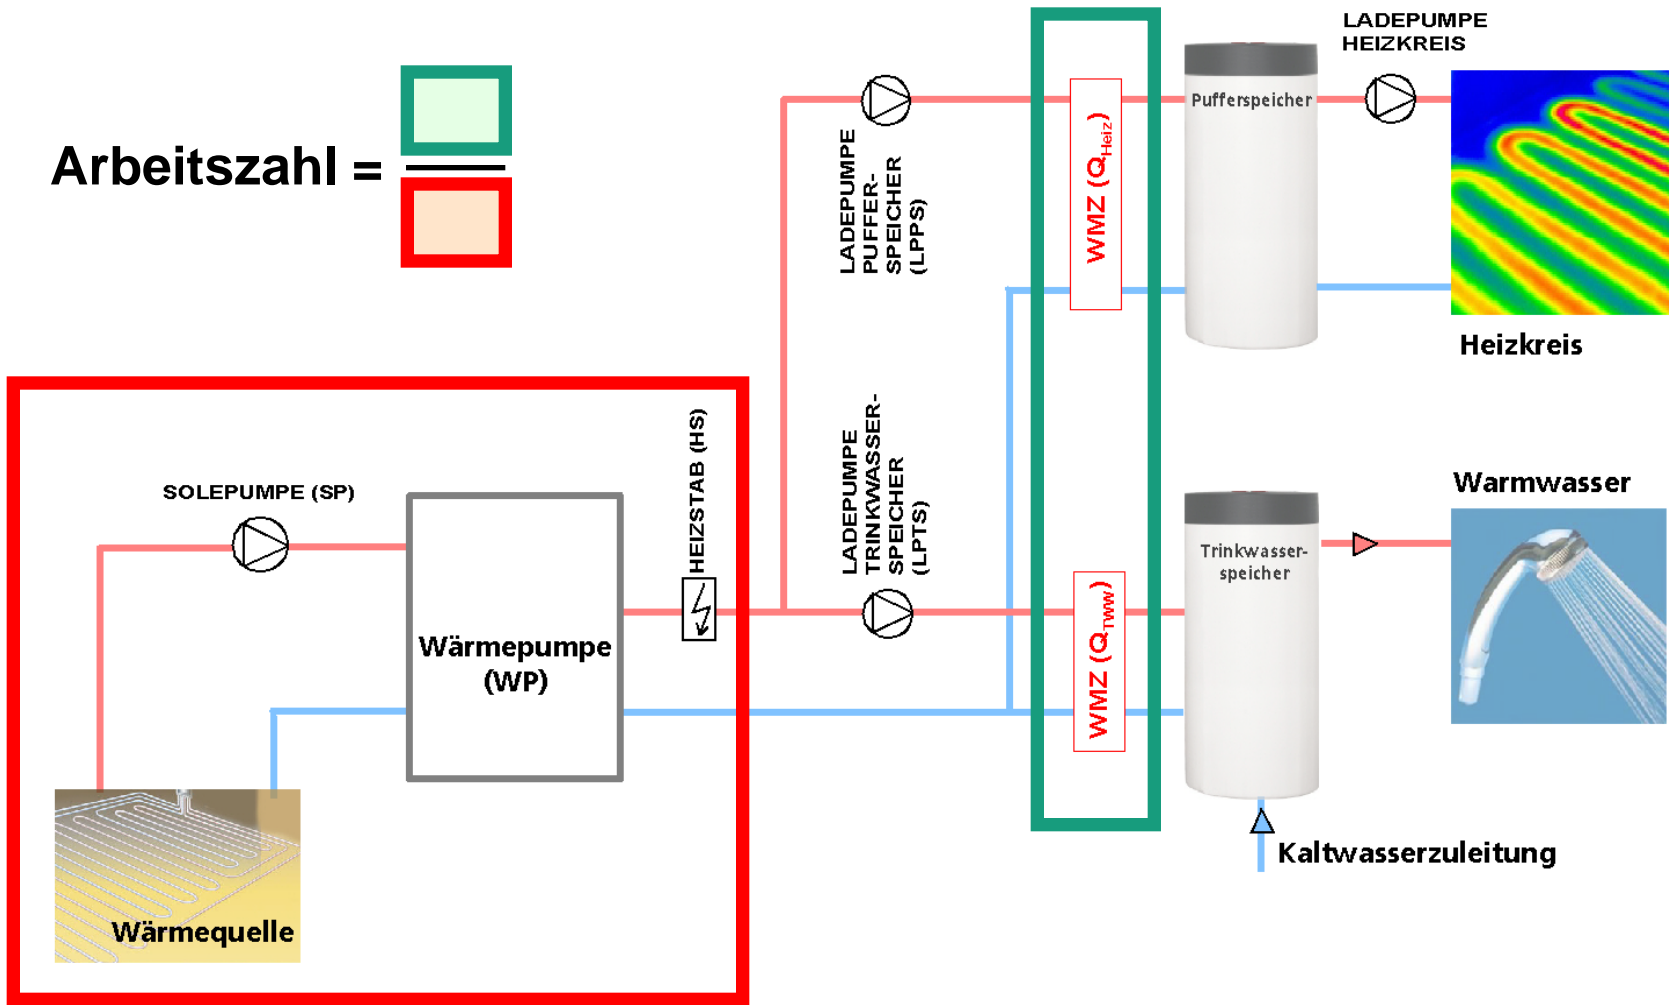 LADEPUMPE
HEIZKREIS
Pufferspeicher
Arbeitszahl =
LADEPUMPE
PUFFER-
SPEICHER
(LPPS)
WMZ (QHeiz)
Heizkreis
SOLEPUMPE (SP)
HEIZSTAB (HS)
LADEPUMPE
TRINKWASSER-
SPEICHER
(LPTS)
Warmwasser
Trinkwasser-
speicher
Wärmepumpe
(WP)
WMZ (QTWW)
Kaltwasserzuleitung
Wärmequelle